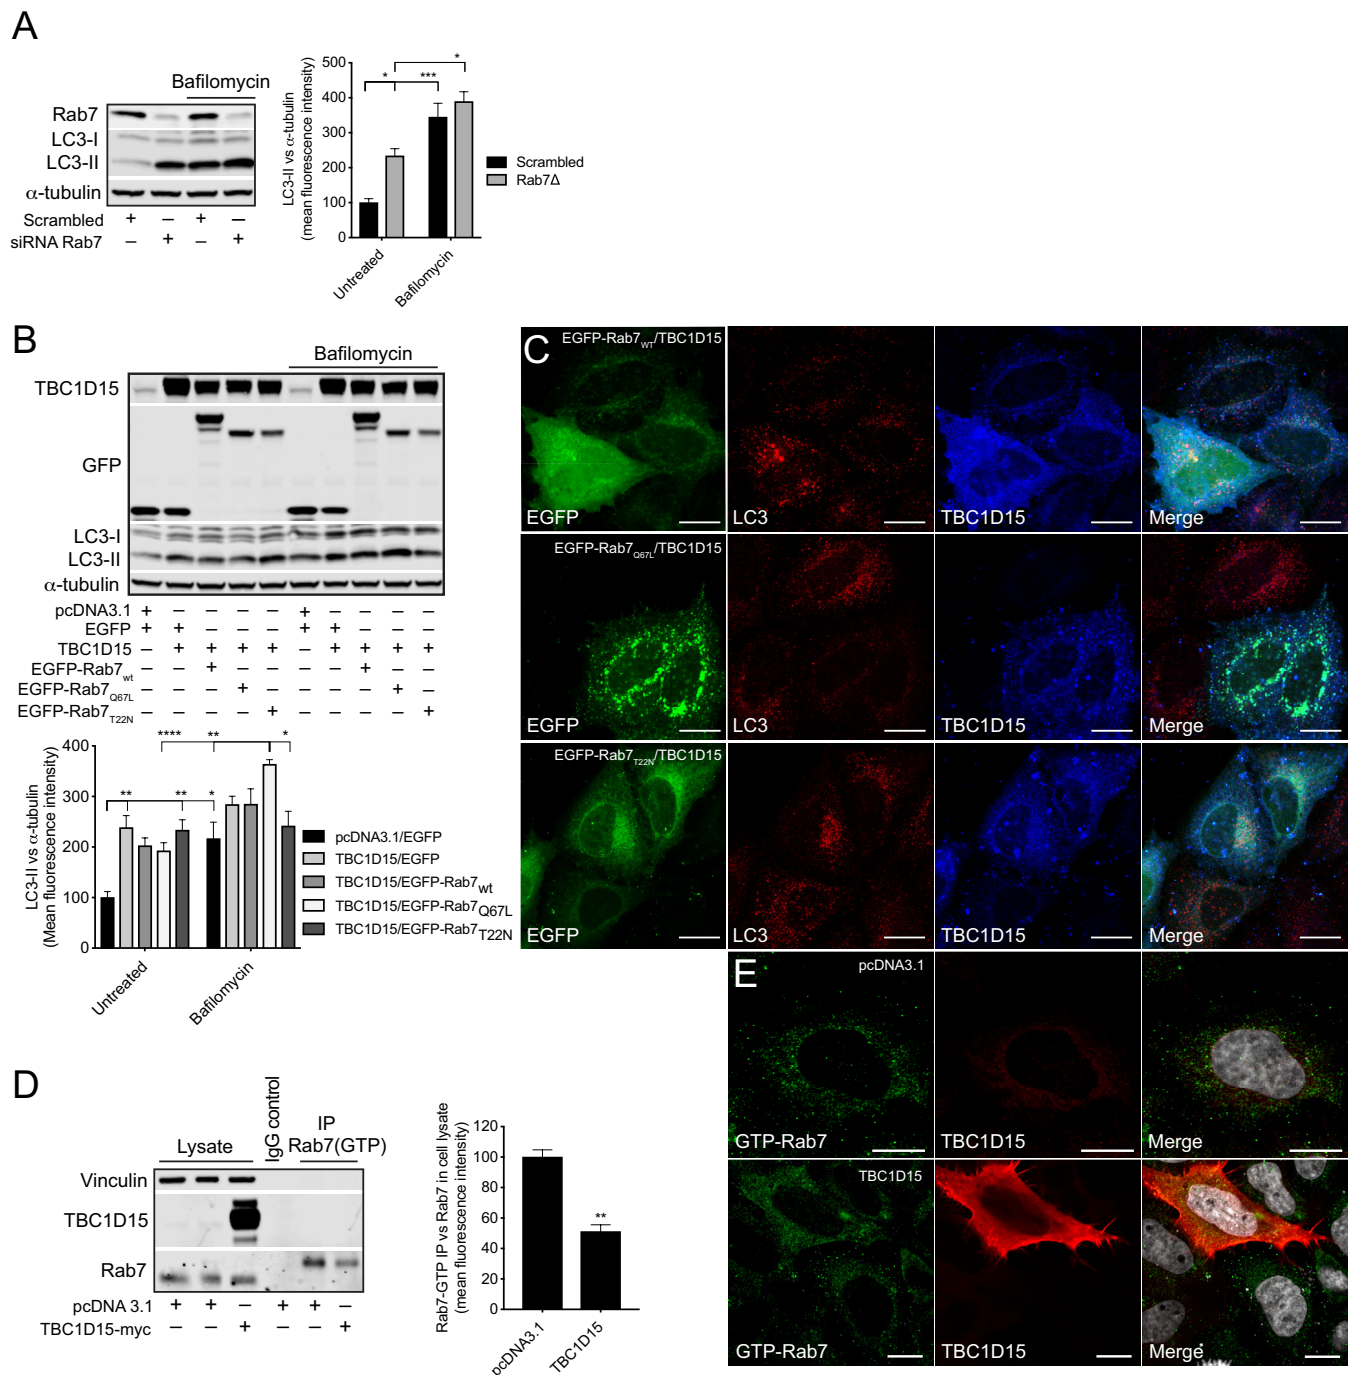 A
Bafilomycin
Rab7
LC3-I
LC3-II
α-tubulin
Scrambled + – + –
siRNA Rab7 – + – +
LC3-II vs α-tubulin
(mean fluorescence intensity)
500
400
300
200
100
0
* *** *
Untreated
Bafilomycin
Scrambled
Rab7Δ
B
Bafilomycin
TBC1D15
GFP
LC3-I
LC3-II
α-tubulin
pcDNA3.1 + – – – – + – – – –
EGFP + + – – – + + – – –
TBC1D15 – + + + + – + + + +
EGFP-Rab7wt – – + – – – – + – –
EGFP-Rab7Q67L – – – + – – – – + –
EGFP-Rab7T22N – – – – + – – – – +
LC3-II vs α-tubulin
(Mean fluorescence intensity)
400
300
200
100
0
**** ** *
** ** *
Untreated
Bafilomycin
pcDNA3.1/EGFP
TBC1D15/EGFP
TBC1D15/EGFP-Rab7wt
TBC1D15/EGFP-Rab7Q67L
TBC1D15/EGFP-Rab7T22N
C
EGFP-Rab7WT/TBC1D15
EGFP LC3 TBC1D15 Merge
EGFP-Rab7Q67L/TBC1D15
EGFP LC3 TBC1D15 Merge
EGFP-Rab7T22N/TBC1D15
EGFP LC3 TBC1D15 Merge
D
Lysate
IgG control
IP
Rab7(GTP)
Vinculin
TBC1D15
Rab7
pcDNA 3.1 + + – + + –
TBC1D15-myc – – + – – +
Rab7-GTP IP vs Rab7 in cell lysate
(mean fluorescence intensity)
120
100
80
60
40
20
0
**
pcDNA3.1
TBC1D15
E
pcDNA3.1
GTP-Rab7 TBC1D15 Merge
TBC1D15
GTP-Rab7 TBC1D15 Merge